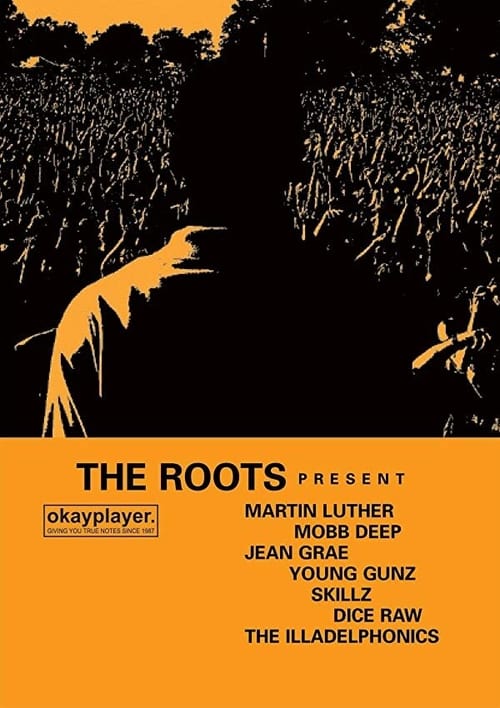 THE ROOTS PRESENT
okayplayer.
GIVING YOU TRUE NOTES SINCE 1987
MARTIN LUTHER
MOBB DEEP
JEAN GRAE
YOUNG GUNZ
SKILLZ
DICE RAW
THE ILLADELPHONICS